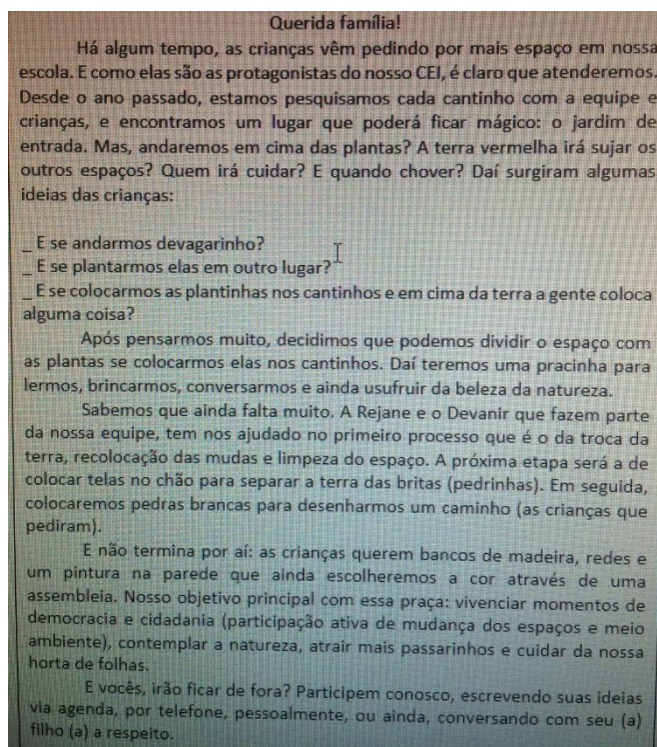 Querida família!
Há algum tempo, as crianças vêm pedindo por mais espaço em nossa
escola. E como elas são as protagonistas do nosso CEI, é claro que atenderemos.
Desde o ano passado, estamos pesquisamos cada cantinho com a equipe e
crianças, e encontramos um lugar que poderá ficar mágico: o jardim de
entrada. Mas, andaremos em cima das plantas? A terra vermelha irá sujar os
outros espaços? Quem irá cuidar? E quando chover? Daí surgiram algumas
ideias das crianças:
_ E se andarmos devagarinho?
_ E se plantarmos elas em outro lugar?
_ E se colocarmos as plantinhas nos cantinhos e em cima da terra a gente coloca
alguma coisa?
Após pensarmos muito, decidimos que podemos dividir o espaço com
as plantas se colocarmos elas nos cantinhos. Daí teremos uma pracinha para
lermos, brincarmos, conversarmos e ainda usufruir da beleza da natureza.
Sabemos que ainda falta muito. A Rejane e o Devanir que fazem parte
da nossa equipe, tem nos ajudado no primeiro processo que é o da troca da
terra, recolocação das mudas e limpeza do espaço. A próxima etapa será a de
colocar telas no chão para separar a terra das britas (pedrinhas). Em seguida,
colocaremos pedras brancas para desenharmos um caminho (as crianças que
pediram).
E não termina por aí: as crianças querem bancos de madeira, redes e
um pintura na parede que ainda escolheremos a cor através de uma
assembleia. Nosso objetivo principal com essa praça: vivenciar momentos de
democracia e cidadania (participação ativa de mudança dos espaços e meio
ambiente), contemplar a natureza, atrair mais passarinhos e cuidar da nossa
horta de folhas.
E vocês, irão ficar de fora? Participem conosco, escrevendo suas ideias
via agenda, por telefone, pessoalmente, ou ainda, conversando com seu (a)
filho (a) a respeito.